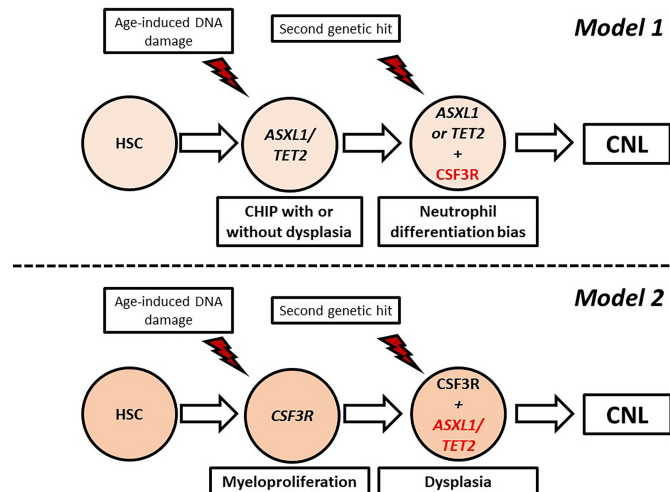 Model 1
Age-induced DNA
damage
Second genetic hit
HSC
ASXL1/
TET2
ASXL1
or TET2
+
CSF3R
CNL
CHIP with or
without dysplasia
Neutrophil
differentiation bias
Model 2
Age-induced DNA
damage
Second genetic hit
HSC
CSF3R
CSF3R
+
ASXL1/
TET2
CNL
Myeloproliferation
Dysplasia